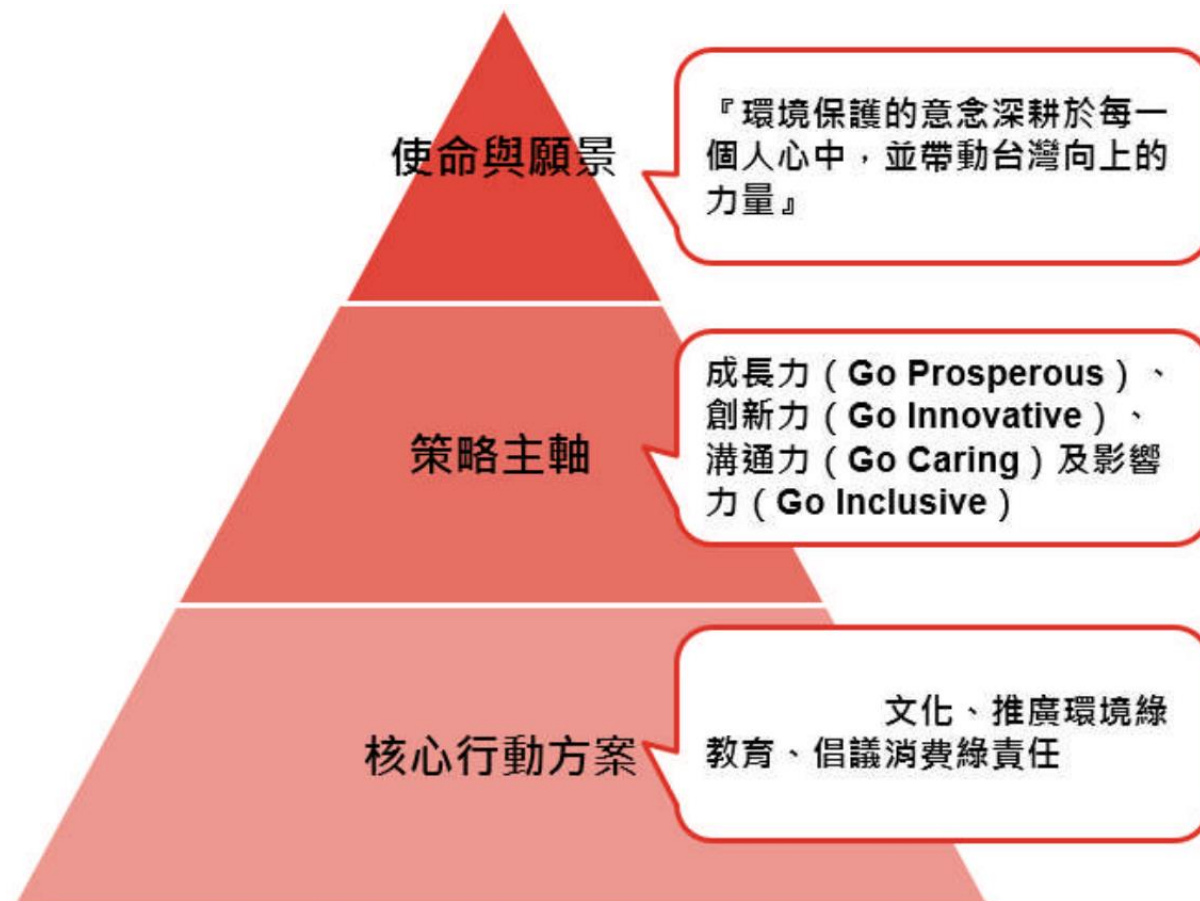 使命與願景
『環境保護的意念深耕於每一
個人心中，並帶動台灣向上的
力量』
策略主軸
成長力（Go Prosperous）、
創新力（Go Innovative）、
溝通力（Go Caring）及影響
力（Go Inclusive）
核心行動方案
文化、推廣環境綠
教育、倡議消費綠責任